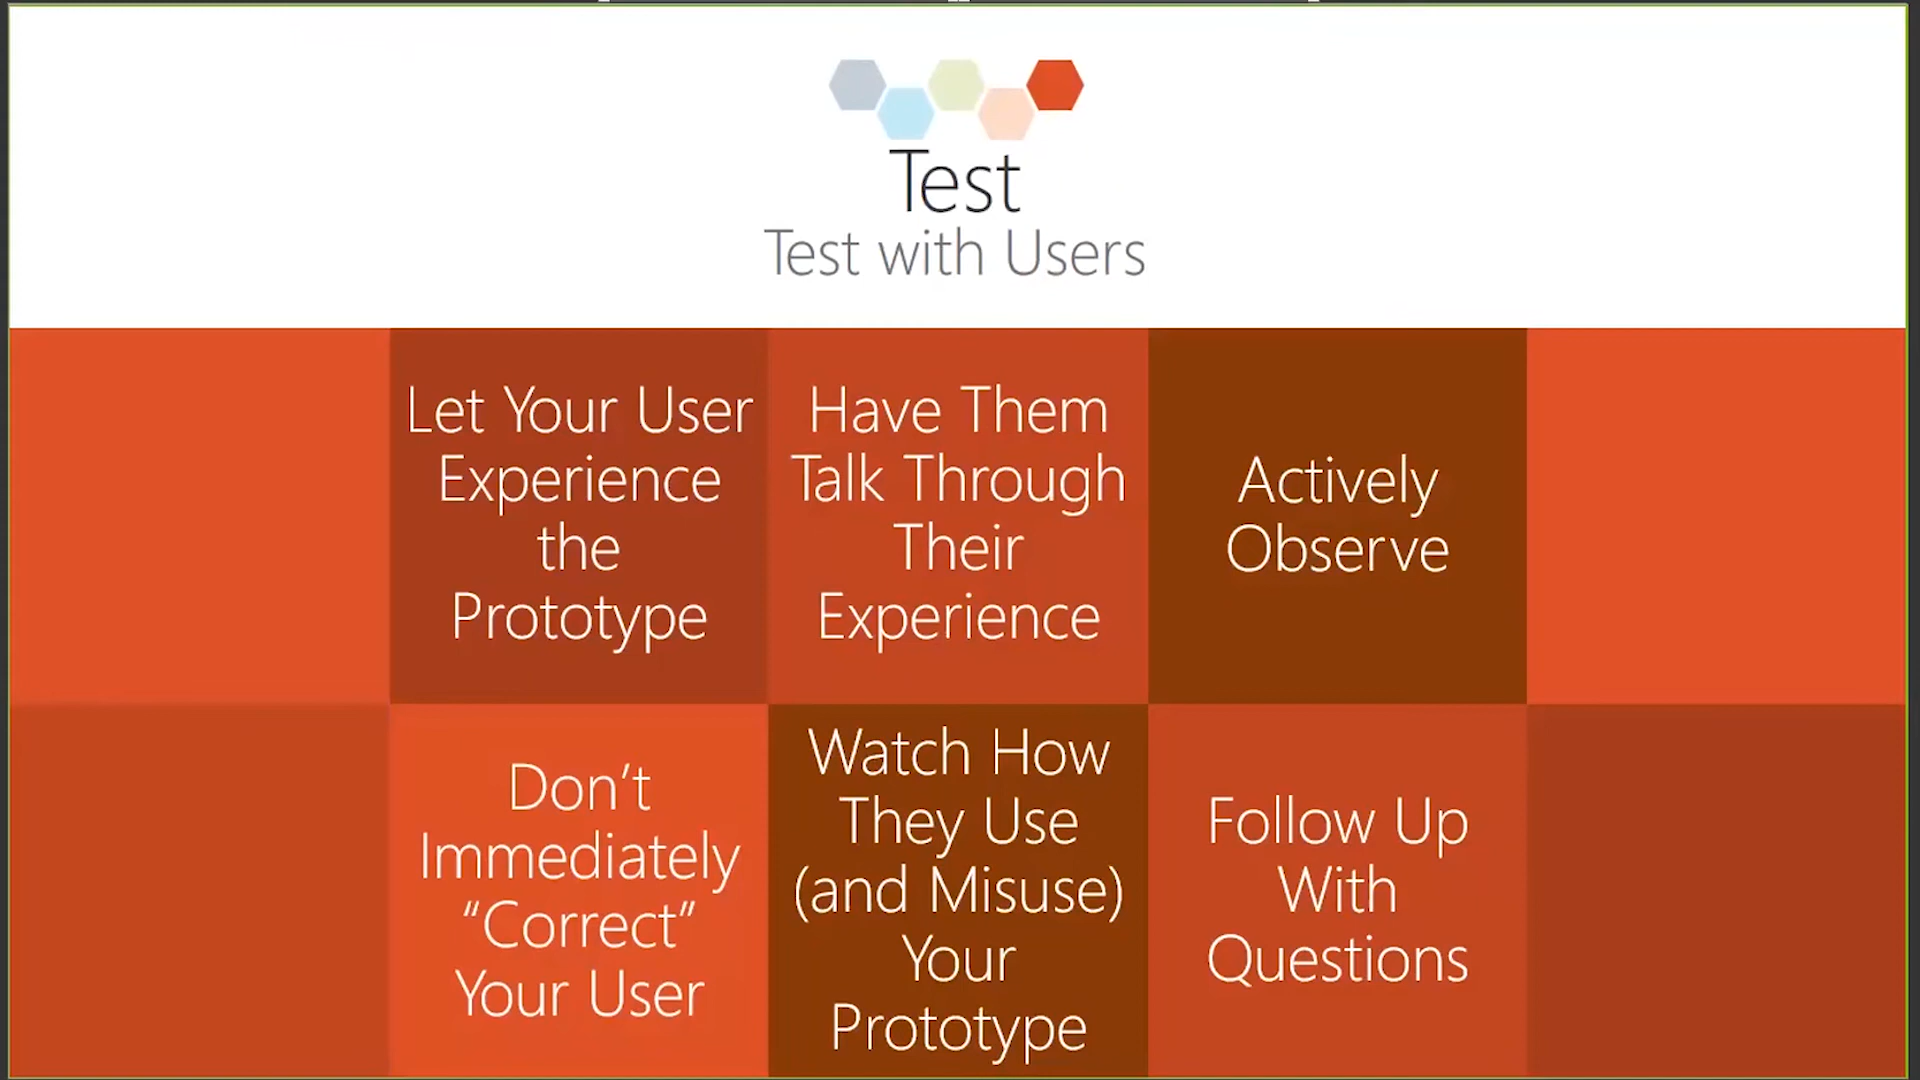 Test
Test with Users
Let Your User
Experience
the
Prototype
Have Them
Talk Through
Their
Experience
Actively
Observe
Don’t
Immediately
“Correct”
Your User
Watch How
They Use
(and Misuse)
Your
Prototype
Follow Up
With
Questions